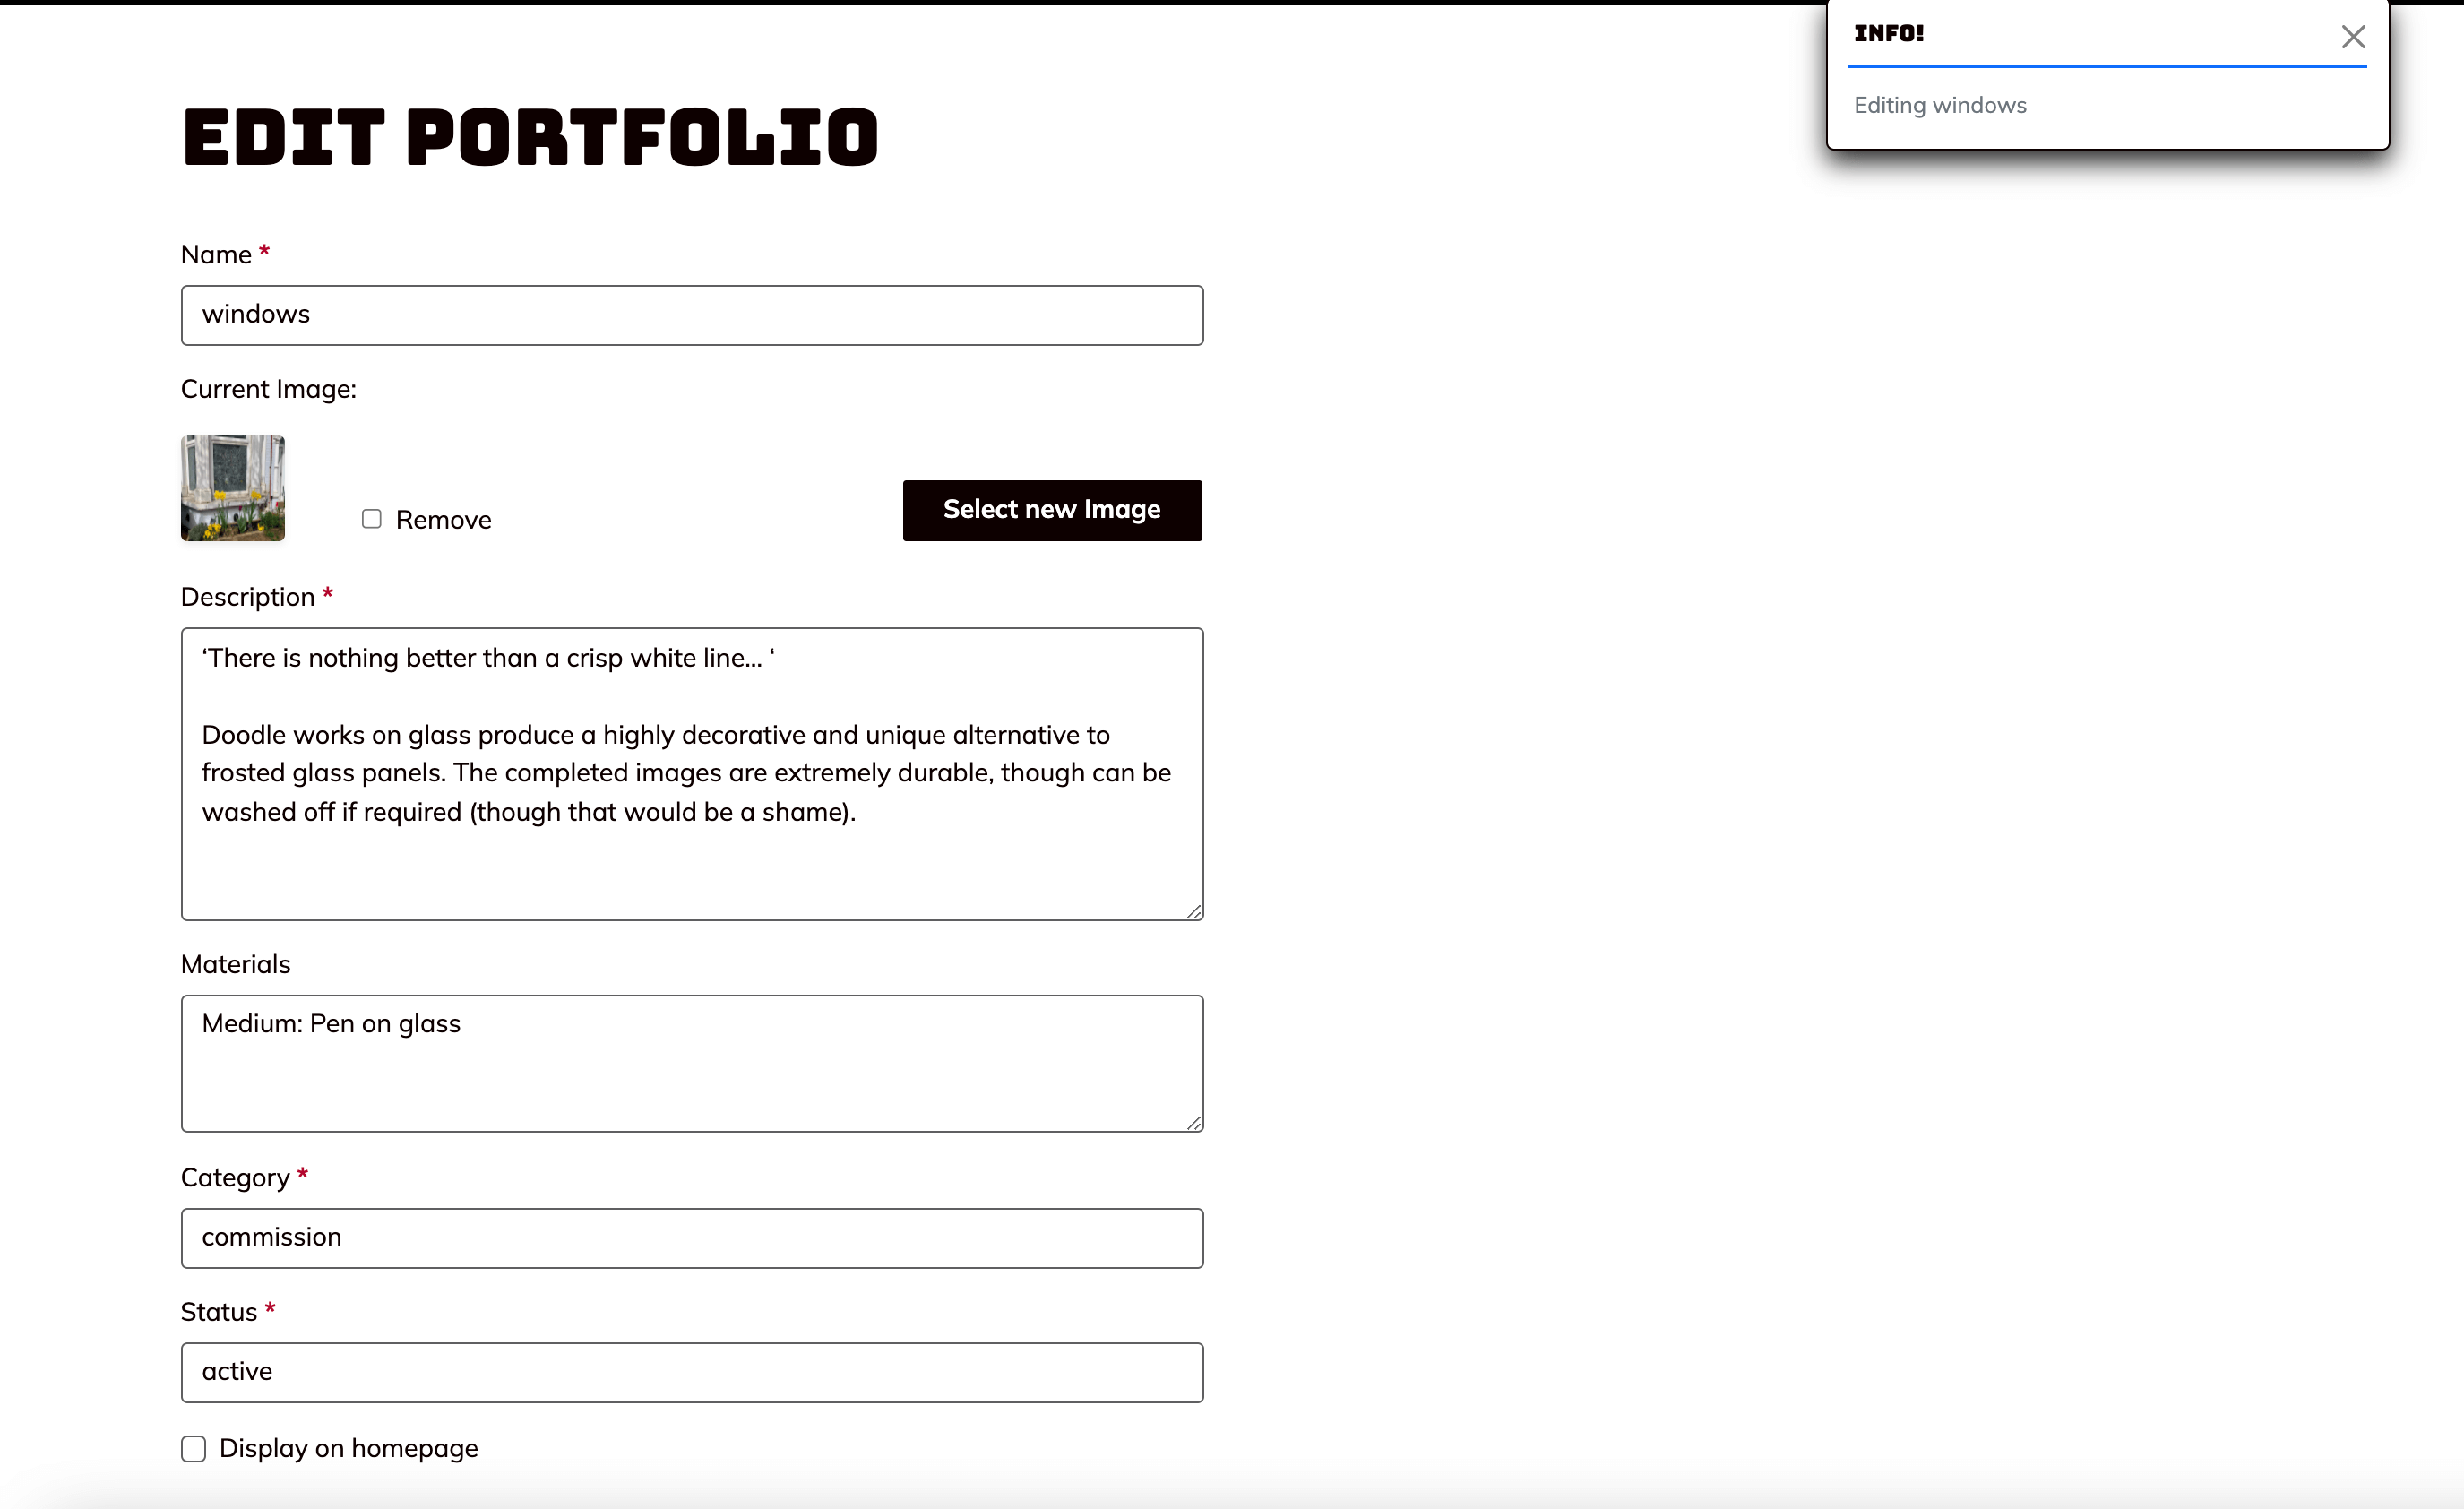 INFO!
Editing windows
EDIT PORTFOLIO
Name *
windows
Current Image:
Remove
Select new Image
Description *
‘There is nothing better than a crisp white line... ‘
Doodle works on glass produce a highly decorative and unique alternative to
frosted glass panels. The completed images are extremely durable, though can be
washed off if required (though that would be a shame).
Materials
Medium: Pen on glass
Category *
commission
Status *
active
Display on homepage